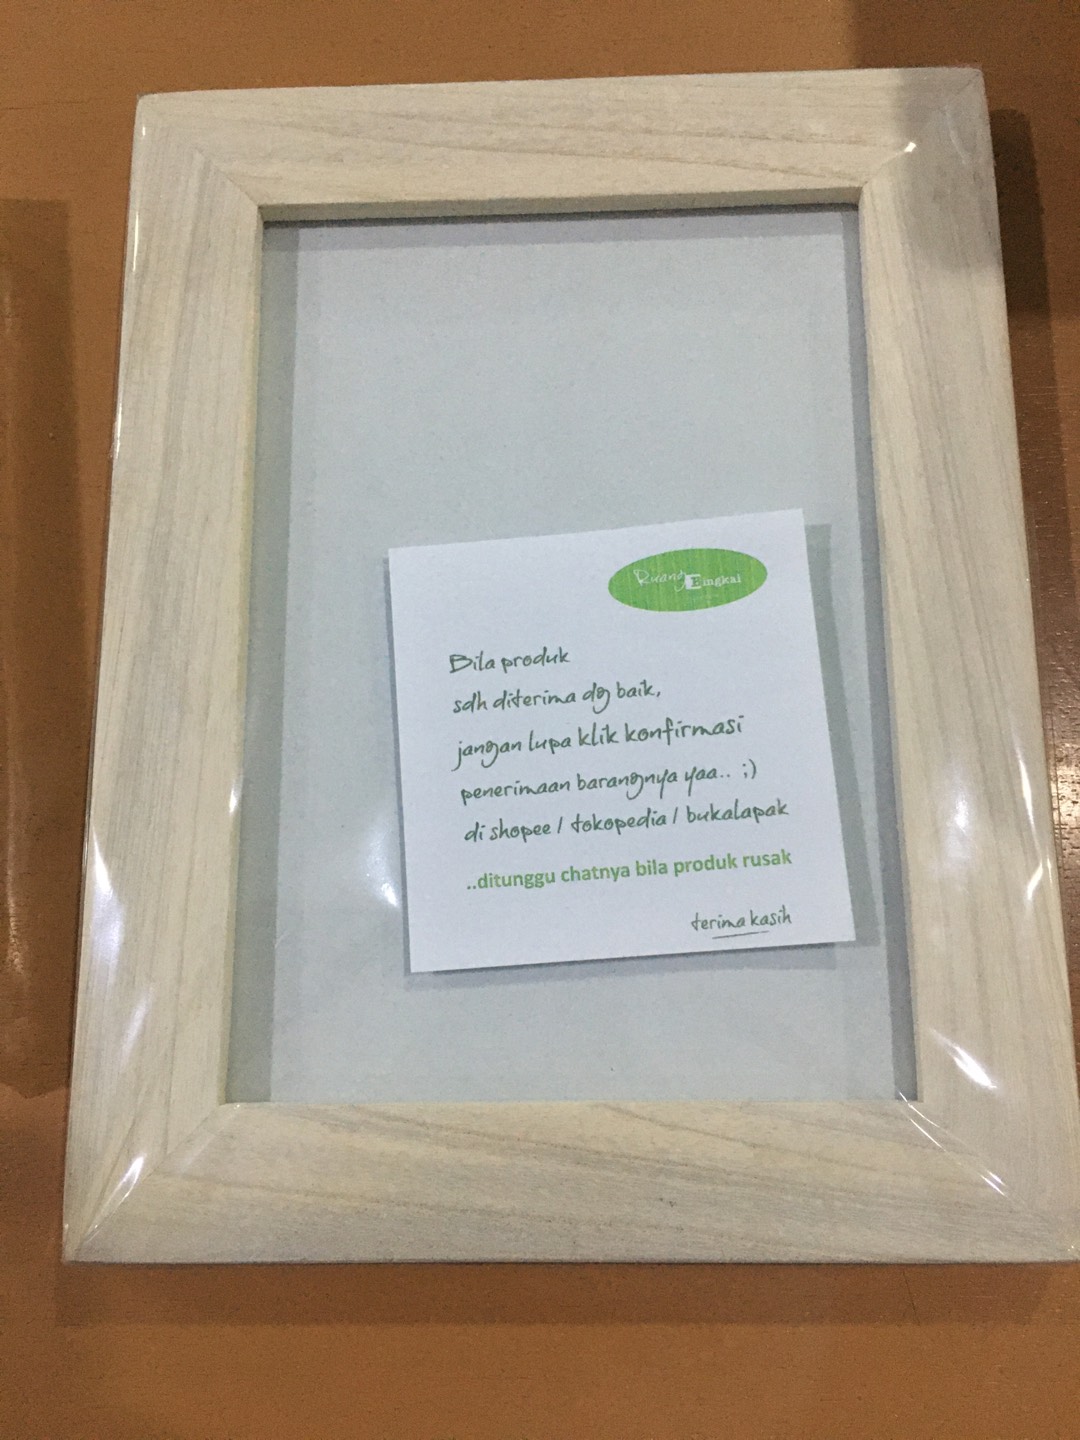 Ruang Bingkai
Bila produk
sdh diterima dg baik,
jangan lupa klik konfirmasi
penerimaan barangnya yaa.. ;)
di shopee / tokopedia / bukalapak
..ditunggu chatnya bila produk rusak
terima kasih